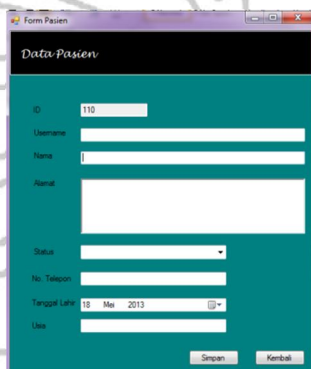 Form Pasien
Data Pasien
ID 110
Username
Nama
Alamat
Status
No. Telepon
Tanggal Lahir 18 Mei 2013
Usia
Simpan Kembali